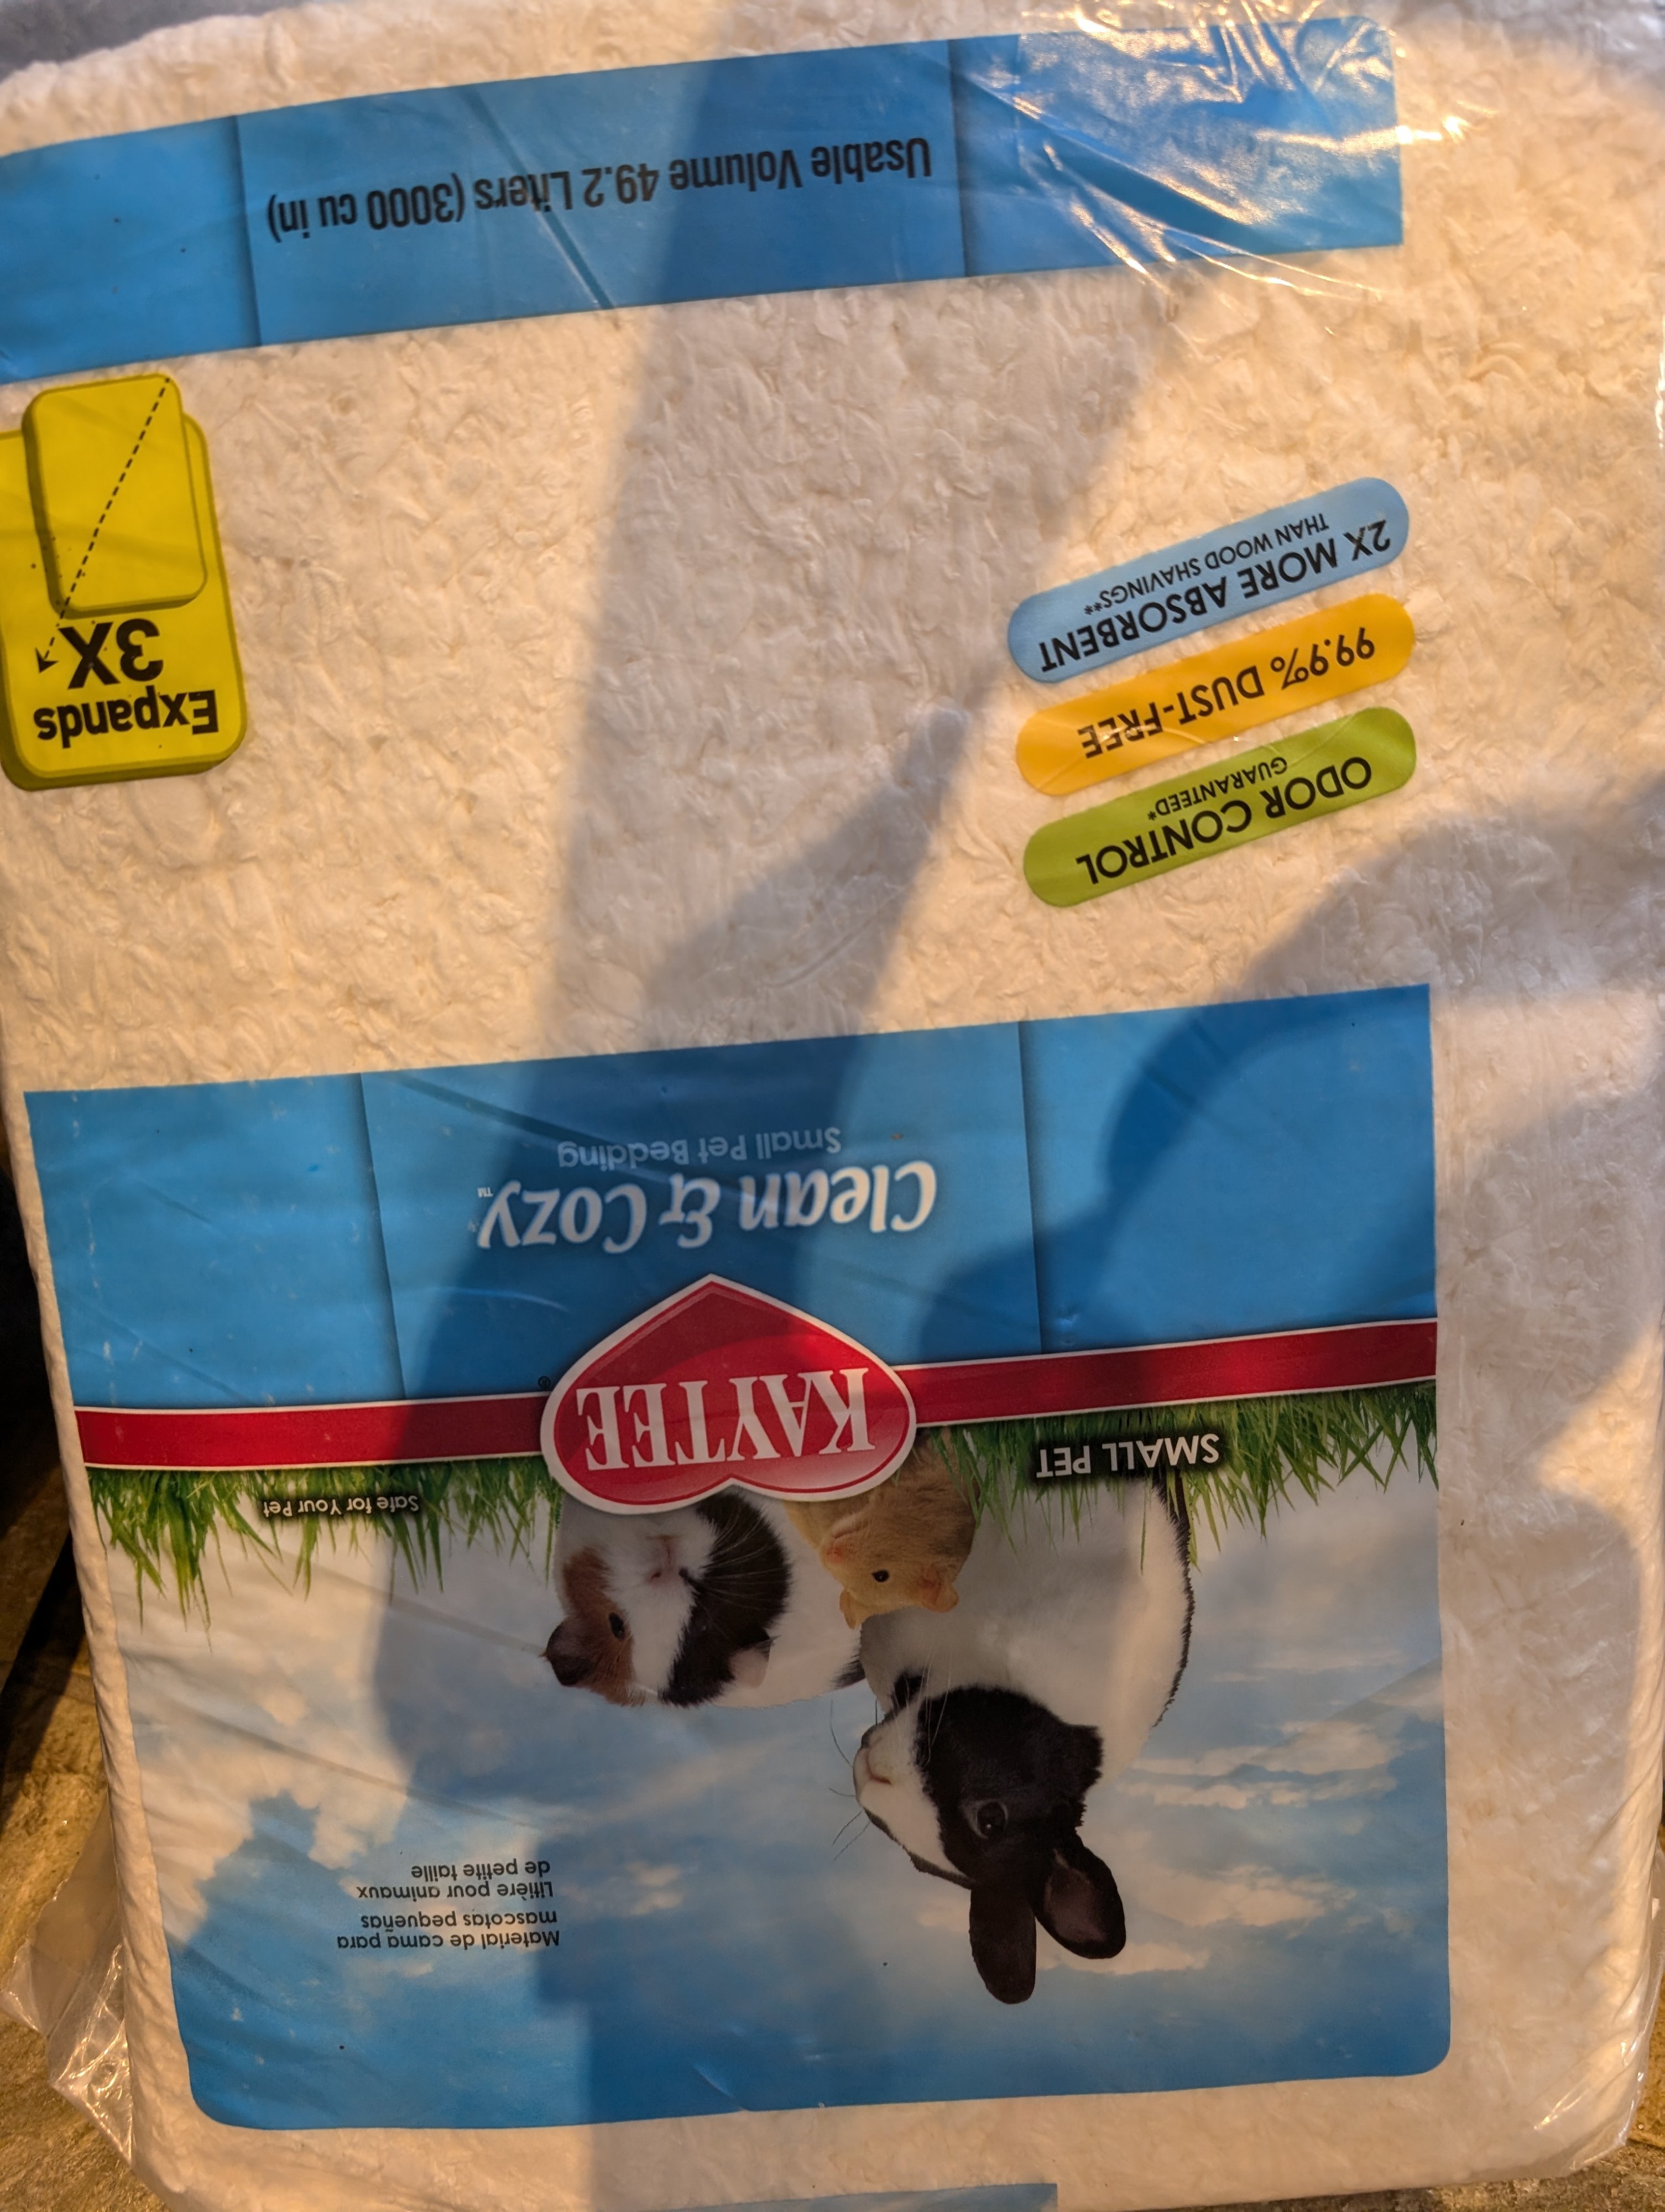 Material de cama para
mascotas pequeñas
Litière pour animaux
de petite taille
SMALL PET
Safe for Your Pet
KAYTEE®
Clean & Cozy™
Small Pet Bedding
ODOR CONTROL
GUARANTEED*
99.9% DUST-FREE
2X MORE ABSORBENT
THAN WOOD SHAVINGS**
Expands
3X
Usable Volume 49.2 Liters (3000 cu in)